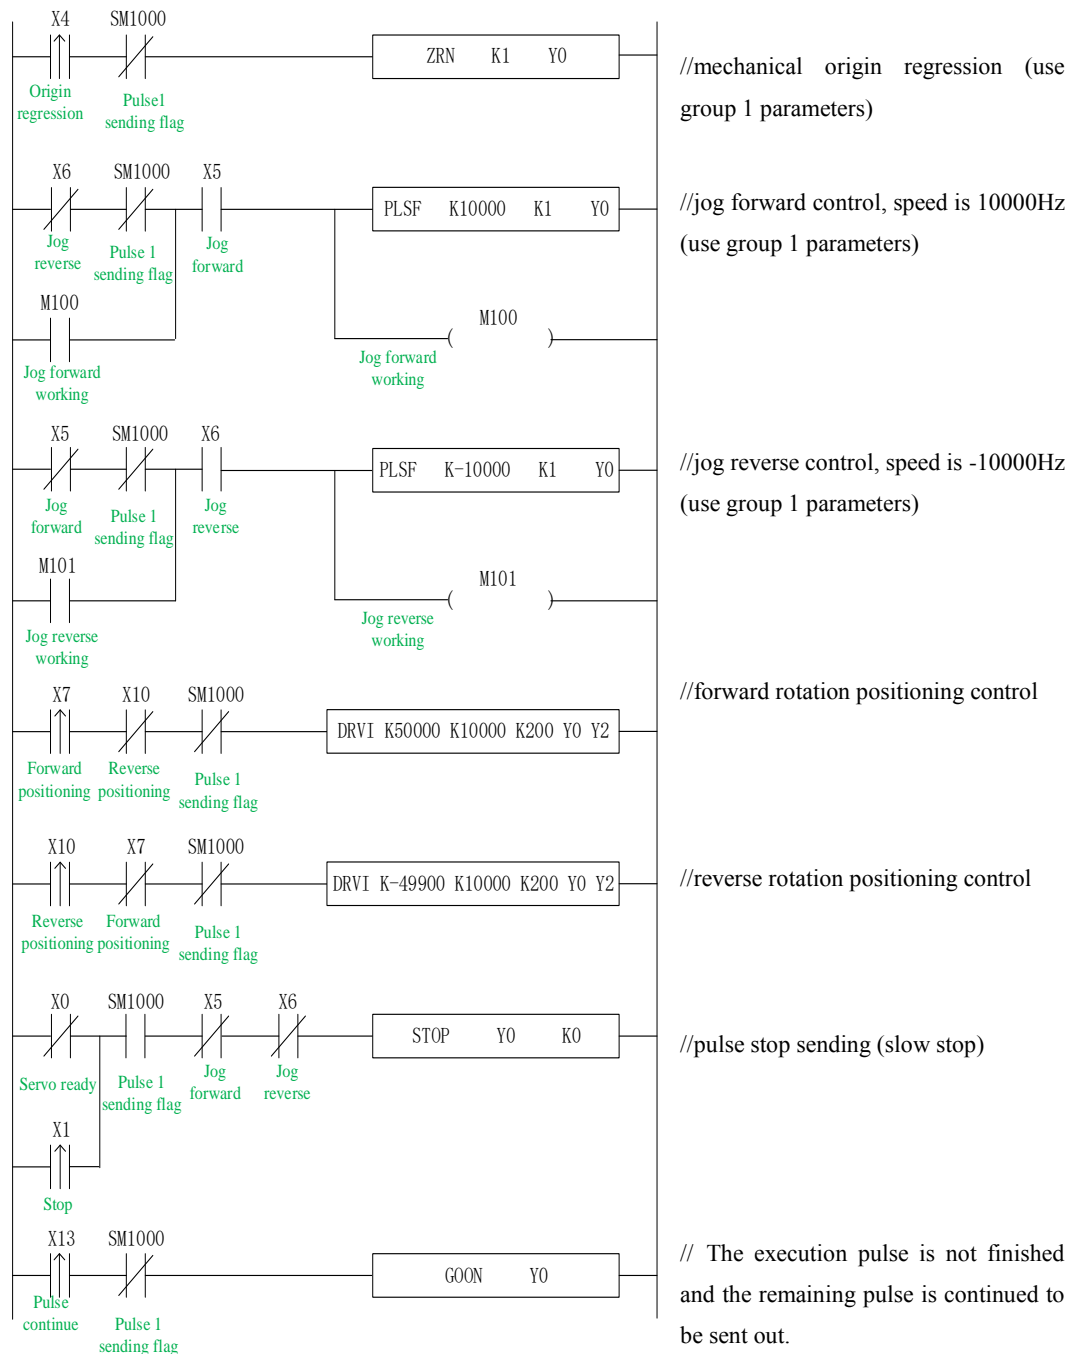 X4 SM1000
ZRN K1 Y0
Origin
regression
Pulse1
sending flag
//mechanical origin regression (use
group 1 parameters)
X6 SM1000 X5
PLSF K10000 K1 Y0
Jog
reverse
Pulse 1
sending flag
Jog
forward
//jog forward control, speed is 10000Hz
(use group 1 parameters)
M100
Jog forward
working
( M100 )
Jog forward
working
X5 SM1000 X6
PLSF K-10000 K1 Y0
Jog
forward
Pulse 1
sending flag
Jog
reverse
//jog reverse control, speed is -10000Hz
(use group 1 parameters)
M101
Jog reverse
working
( M101 )
Jog reverse
working
X7 X10 SM1000
DRVI K50000 K10000 K200 Y0 Y2
Forward
positioning
Reverse
positioning
Pulse 1
sending flag
//forward rotation positioning control
X10 X7 SM1000
DRVI K-49900 K10000 K200 Y0 Y2
Reverse
positioning
Forward
positioning
Pulse 1
sending flag
//reverse rotation positioning control
X0 SM1000 X5 X6
STOP Y0 K0
Servo ready
Pulse 1
sending flag
Jog
forward
Jog
reverse
//pulse stop sending (slow stop)
X1
Stop
X13 SM1000
GOON Y0
Pulse
continue
Pulse 1
sending flag
// The execution pulse is not finished
and the remaining pulse is continued to
be sent out.